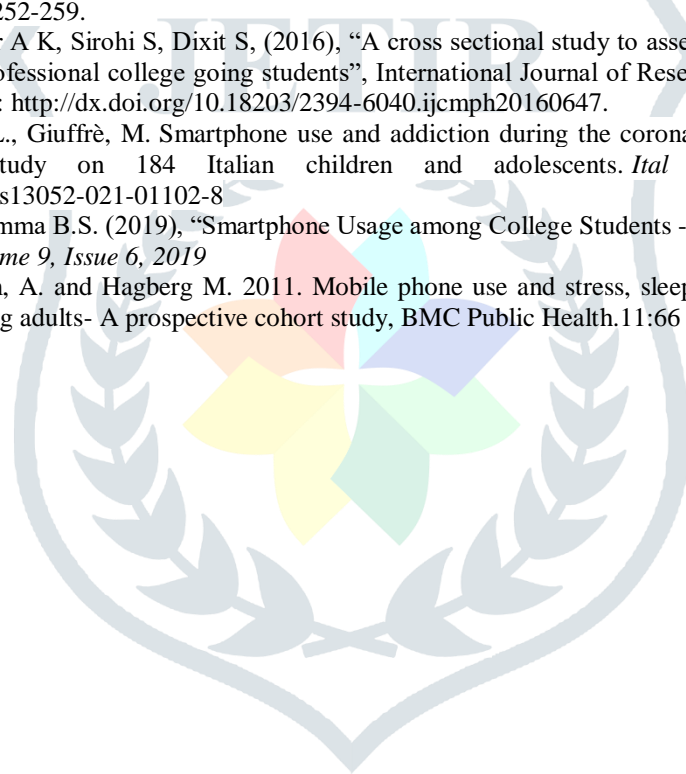 252-259.
JETIR
r A K, Sirohi S, Dixit S, (2016), “A cross sectional study to asse
ofessional college going students”, International Journal of Rese
: http://dx.doi.org/10.18203/2394-6040.ijcmph20160647.
L., Giuffrè, M. Smartphone use and addiction during the corona
tudy on 184 Italian children and adolescents. Ital
s13052-021-01102-8
mma B.S. (2019), “Smartphone Usage among College Students -
me 9, Issue 6, 2019
n, A. and Hagberg M. 2011. Mobile phone use and stress, sleep
g adults- A prospective cohort study, BMC Public Health.11:66